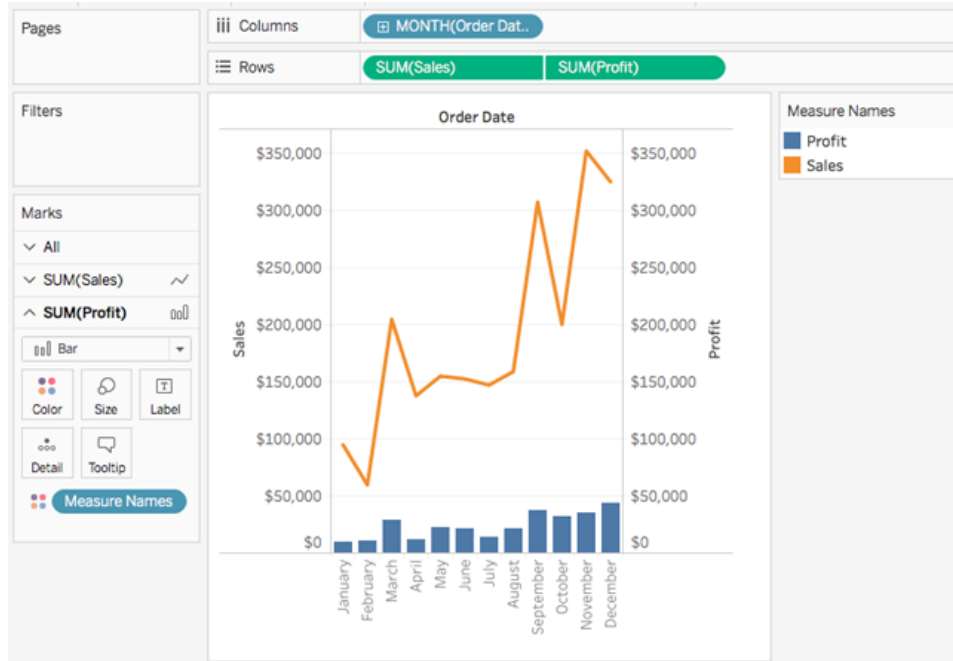 Pages
Columns
MONTH(Order Dat..
Rows
SUM(Sales)
SUM(Profit)
Filters
Marks
All
SUM(Sales)
SUM(Profit)
Bar
Color
Size
T
Label
Detail
Tooltip
Measure Names
Order Date
Sales
$350,000
$300,000
$250,000
$200,000
$150,000
$100,000
$50,000
$0
$350,000
$300,000
$250,000
$200,000
$150,000
$100,000
$50,000
$0
Profit
January
February
March
April
May
June
July
August
September
October
November
December
Measure Names
Profit
Sales